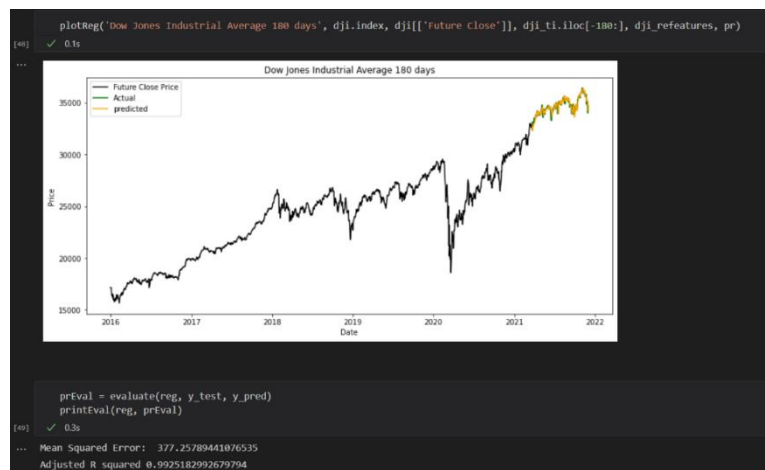 plotReg('Dow Jones Industrial Average 180 days', dji.index, dji[['Future Close']], dji_ti.iloc[-180:], dji_refeatures, pr)
[48] ✓ 0.1s
...
Dow Jones Industrial Average 180 days
Future Close Price
Actual
predicted
35000
30000
25000
20000
15000
Price
2016 2017 2018 2019 2020 2021 2022
Date
prEval = evaluate(reg, y_test, y_pred)
printEval(reg, prEval)
[49] ✓ 0.3s
... Mean Squared Error: 377.25789441076535
Adjusted R squared 0.9925182992679794